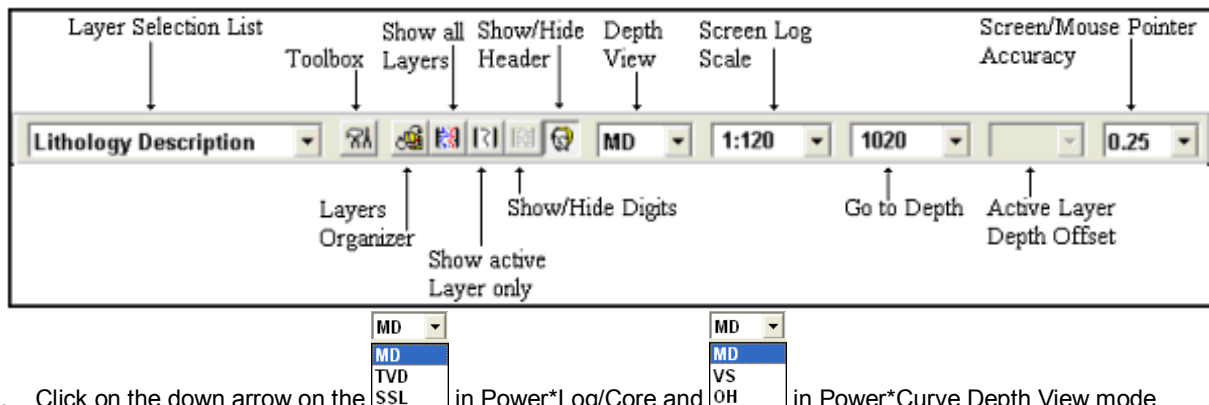 Layer Selection List
Toolbox
Show all Layers
Show/Hide Header
Depth View
Screen Log Scale
Screen/Mouse Pointer Accuracy
Lithology Description MD 1:120 1020 0.25
Layers Organizer
Show active Layer only
Show/Hide Digits
Go to Depth
Active Layer Depth Offset
MD MD
MD MD
TVD VS
Click on the down arrow on the SSL in Power*Log/Core and OH in Power*Curve Depth View mode